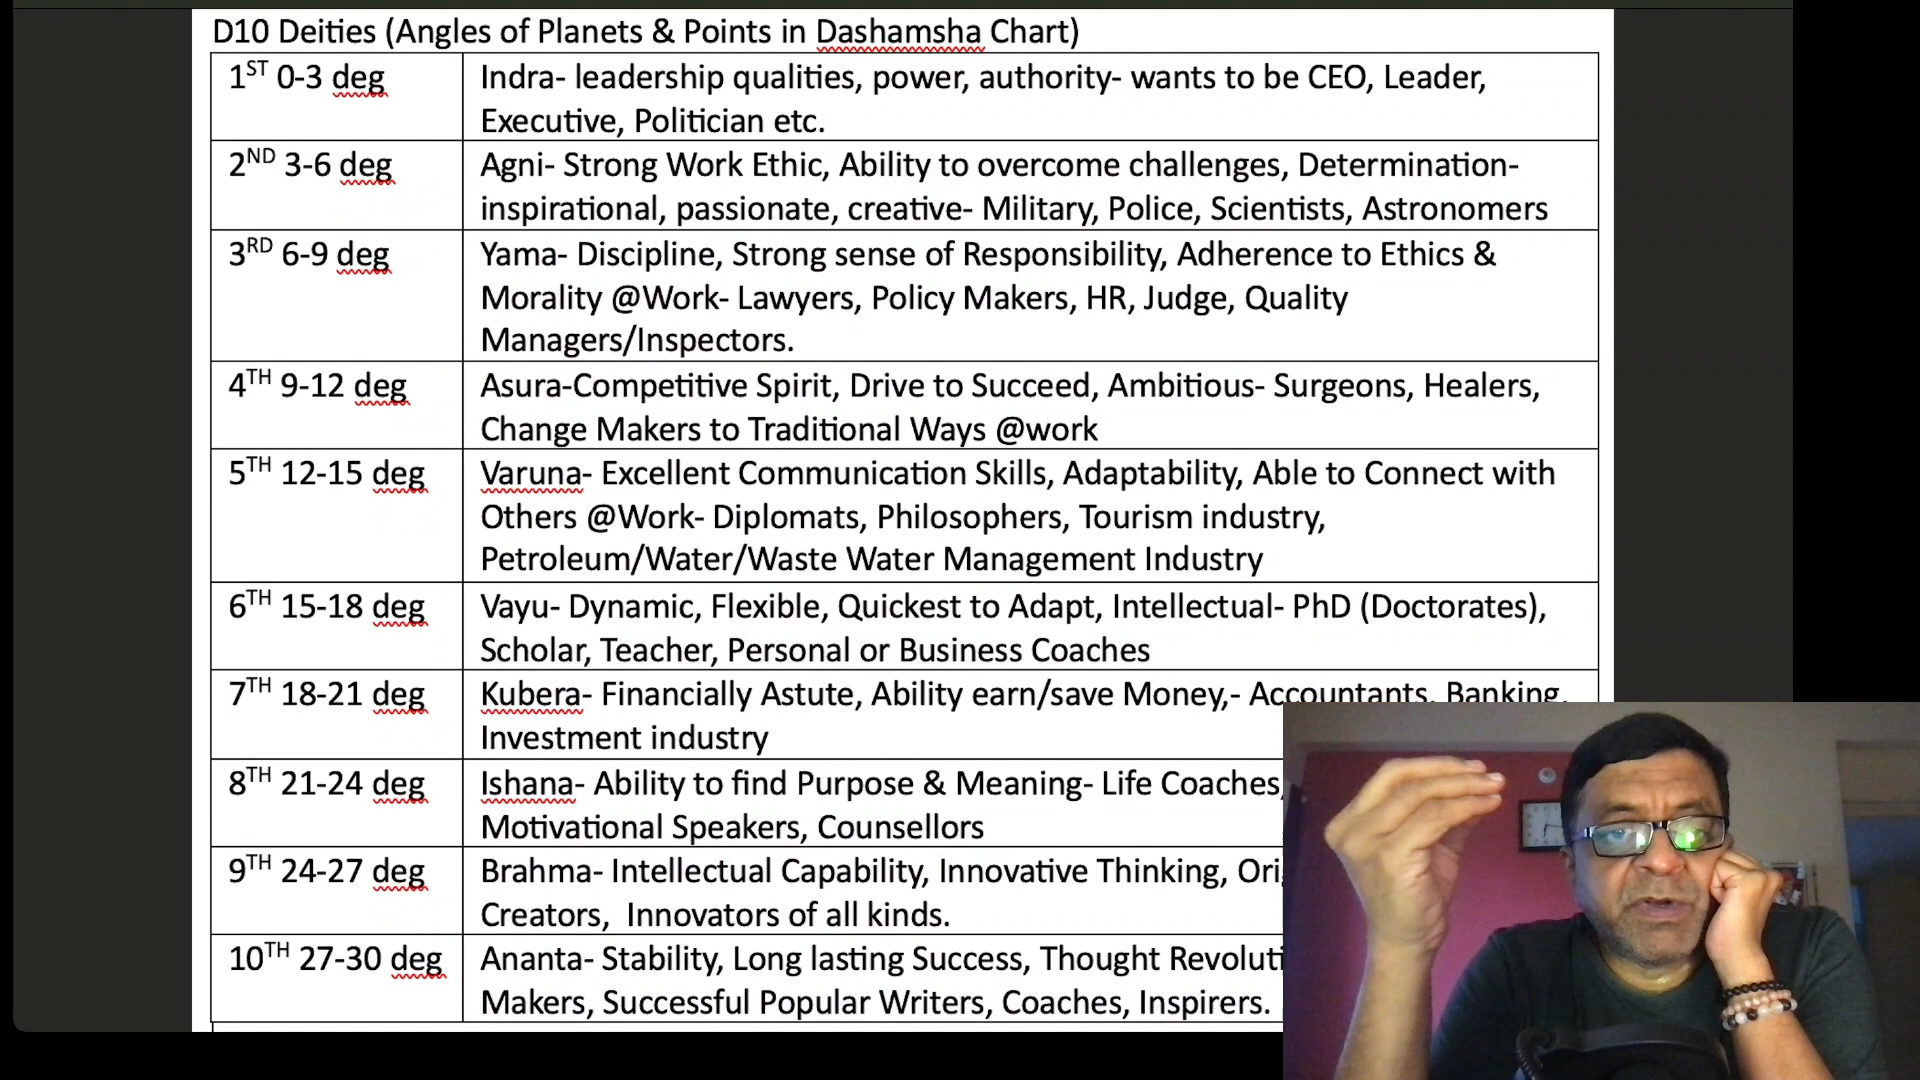 D10 Deities (Angles of Planets & Points in Dashamsha Chart)
1ST 0-3 deg
Indra- leadership qualities, power, authority- wants to be CEO, Leader,
Executive, Politician etc.
2ND 3-6 deg
Agni- Strong Work Ethic, Ability to overcome challenges, Determination-
inspirational, passionate, creative- Military, Police, Scientists, Astronomers
3RD 6-9 deg
Yama- Discipline, Strong sense of Responsibility, Adherence to Ethics &
Morality @Work- Lawyers, Policy Makers, HR, Judge, Quality
Managers/Inspectors.
4TH 9-12 deg
Asura-Competitive Spirit, Drive to Succeed, Ambitious- Surgeons, Healers,
Change Makers to Traditional Ways @work
5TH 12-15 deg
Varuna- Excellent Communication Skills, Adaptability, Able to Connect with
Others @Work- Diplomats, Philosophers, Tourism industry,
Petroleum/Water/Waste Water Management Industry
6TH 15-18 deg
Vayu- Dynamic, Flexible, Quickest to Adapt, Intellectual- PhD (Doctorates),
Scholar, Teacher, Personal or Business Coaches
7TH 18-21 deg
Kubera- Financially Astute, Ability earn/save Money,- Accountants, Banking,
Investment industry
8TH 21-24 deg
Ishana- Ability to find Purpose & Meaning- Life Coaches,
Motivational Speakers, Counsellors
9TH 24-27 deg
Brahma- Intellectual Capability, Innovative Thinking,
Creators, Innovators of all kinds.
10TH 27-30 deg
Ananta- Stability, Long lasting Success, Thought
Makers, Successful Popular Writers, Coaches, Inspirers.